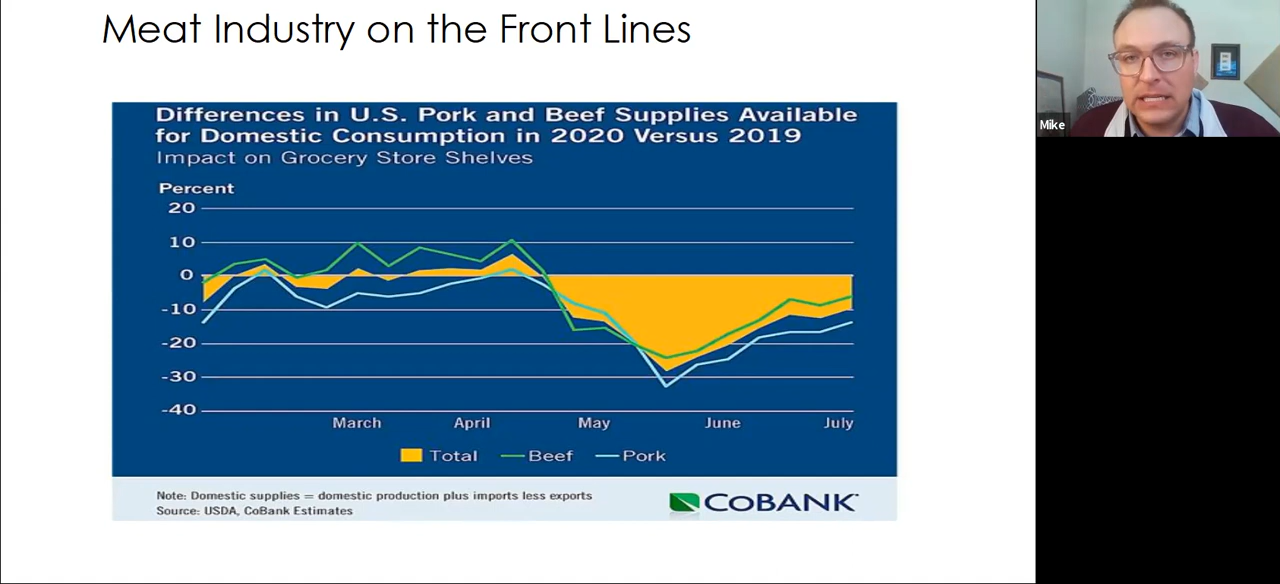 Meat Industry on the Front Lines
Mike
Differences in U.S. Pork and Beef Supplies Available
for Domestic Consumption in 2020 Versus 2019
Impact on Grocery Store Shelves
Percent
20
10
0
-10
-20
-30
-40
March April May June July
Total Beef Pork
Note: Domestic supplies = domestic production plus imports less exports
Source: USDA, CoBank Estimates
COBANK